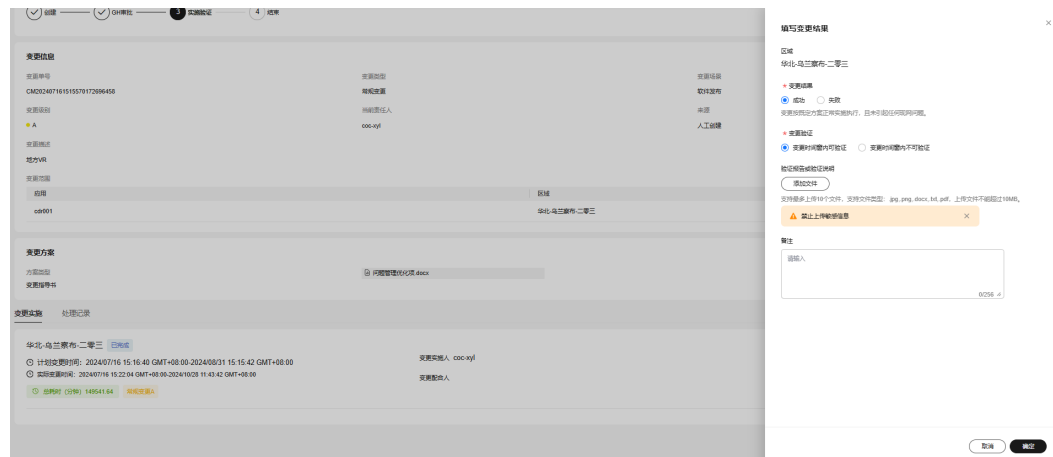 创建
GH审批
3 实施验证
4 结束
变更信息
变更单号
变更类型
变更场景
CM202407161515570172696458
常规变更
软件发布
变更级别
当前责任人
来源
A
coc-xyl
人工创建
变更描述
地方VR
变更范围
应用
区域
cdr001
华北-乌兰察布-二零三
变更方案
方案类型
变更指导书
问题管理优化项.docx
变更实施
处理记录
华北-乌兰察布-二零三 已完成
计划变更时间：2024/07/16 15:16:40 GMT+08:00-2024/08/31 15:15:42 GMT+08:00
实际变更时间：2024/07/16 15:22:04 GMT+08:00-2024/10/28 11:43:42 GMT+08:00
总耗时（分钟）149541.64 常规变更A
变更实施人 coc-xyl
变更配合人
填写变更结果
区域
华北-乌兰察布-二零三
* 变更结果
成功 失败
变更按既定方案正常实施执行，且未引起任何现网问题。
* 变更验证
变更时间窗内可验证 变更时间窗内不可验证
验证报告或验证说明
添加文件
支持最多上传10个文件，支持文件类型：.jpg,.png,.docx,.txt,.pdf，上传文件不能超过10MB。
禁止上传敏感信息
备注
请输入
0/256
取消 确定